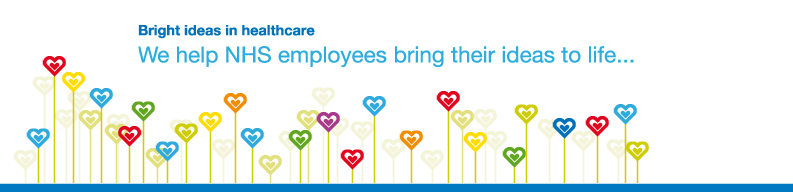 Bright ideas in healthcare
We help NHS employees bring their ideas to life...